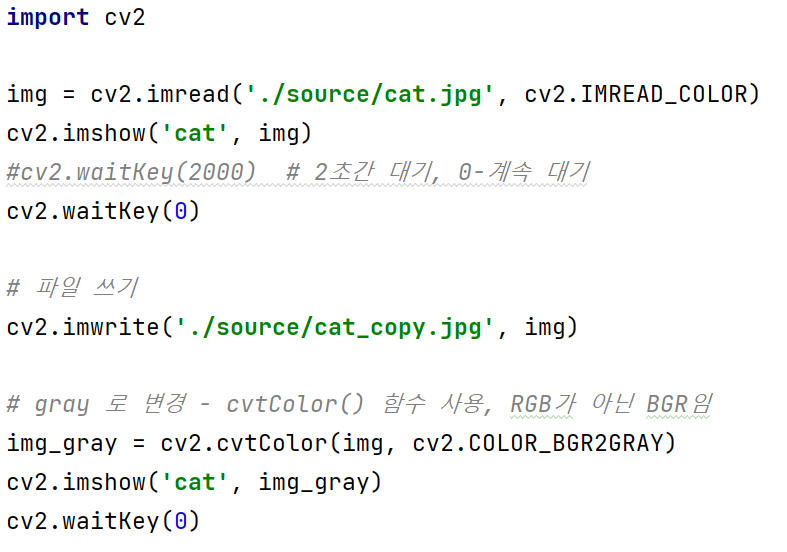 import cv2
img = cv2.imread('./source/cat.jpg', cv2.IMREAD_COLOR)
cv2.imshow('cat', img)
#cv2.waitKey(2000)  # 2초간 대기, 0-계속 대기
cv2.waitKey(0)
# 파일 쓰기
cv2.imwrite('./source/cat_copy.jpg', img)
# gray 로 변경 - cvtColor() 함수 사용, RGB가 아닌 BGR임
img_gray = cv2.cvtColor(img, cv2.COLOR_BGR2GRAY)
cv2.imshow('cat', img_gray)
cv2.waitKey(0)